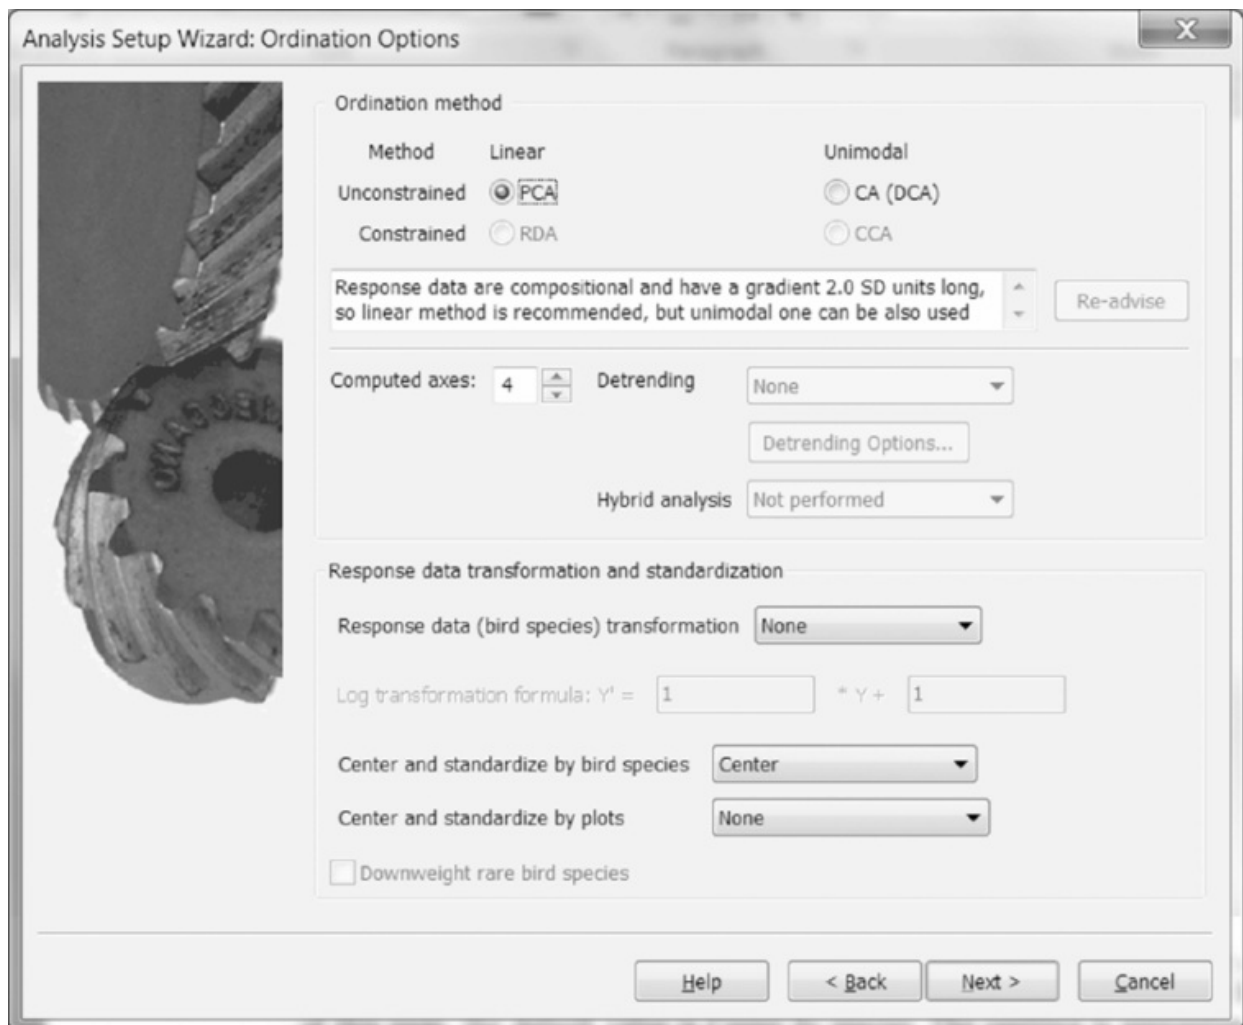 Analysis Setup Wizard: Ordination Options
X
Ordination method
Method Linear Unimodal
Unconstrained PCA CA (DCA)
Constrained RDA CCA
Response data are compositional and have a gradient 2.0 SD units long,
so linear method is recommended, but unimodal one can be also used
Re-advise
Computed axes: 4 Detrending None
Detrending Options...
Hybrid analysis Not performed
Response data transformation and standardization
Response data (bird species) transformation None
Log transformation formula: Y' = 1 * Y + 1
Center and standardize by bird species Center
Center and standardize by plots None
Downweight rare bird species
Help < Back Next > Cancel